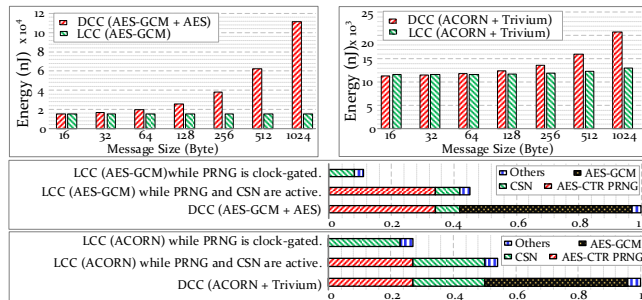 DCC (AES-GCM + AES)
LCC (AES-GCM)
Energy (nJ) x 10⁴
12
10
8
6
4
2
0
16 32 64 128 256 512 1024
Message Size (Byte)
DCC (ACORN + Trivium)
LCC (ACORN + Trivium)
Energy (nJ) x 10³
25
20
15
10
5
0
16 32 64 128 256 512 1024
Message Size (Byte)
LCC (AES-GCM)while PRNG is clock-gated.
LCC (AES-GCM) while PRNG and CSN are active.
DCC (AES-GCM + AES)
Others AES-GCM
CSN AES-CTR PRNG
0 0.2 0.4 0.6 0.8 1
LCC (ACORN) while PRNG is clock-gated.
LCC (ACORN) while PRNG and CSN are active.
DCC (ACORN + Trivium)
Others AES-GCM
CSN AES-CTR PRNG
0 0.2 0.4 0.6 0.8 1